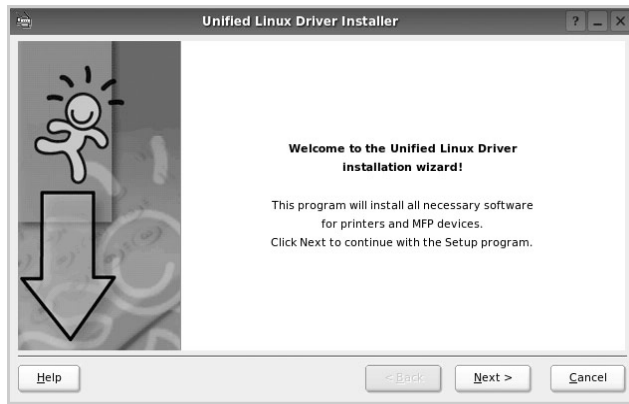 Unified Linux Driver Installer
Welcome to the Unified Linux Driver
installation wizard!
This program will install all necessary software
for printers and MFP devices.
Click Next to continue with the Setup program.
Help
< Back
Next >
Cancel